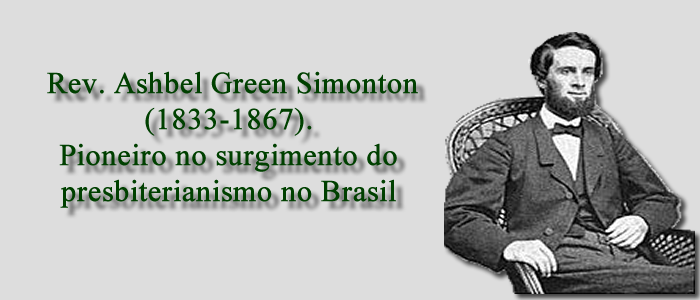 Rev. Ashbel Green Simonton
(1833-1867).
Pioneiro no surgimento do
presbiterianismo no Brasil